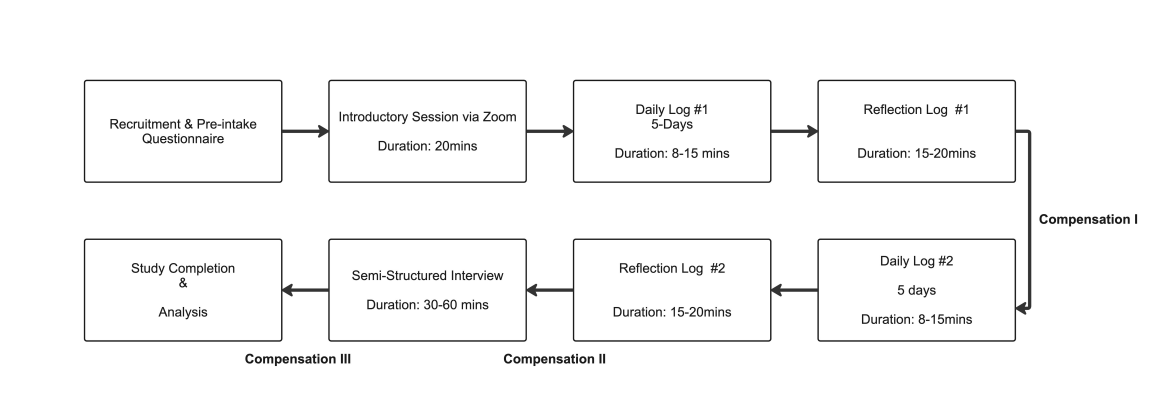 Recruitment & Pre-intake
Questionnaire
Introductory Session via Zoom
Duration: 20mins
Daily Log #1
5-Days
Duration: 8-15 mins
Reflection Log #1
Duration: 15-20mins
Compensation I
Daily Log #2
5 days
Duration: 8-15mins
Reflection Log #2
Duration: 15-20mins
Compensation II
Semi-Structured Interview
Duration: 30-60 mins
Compensation III
Study Completion
&
Analysis